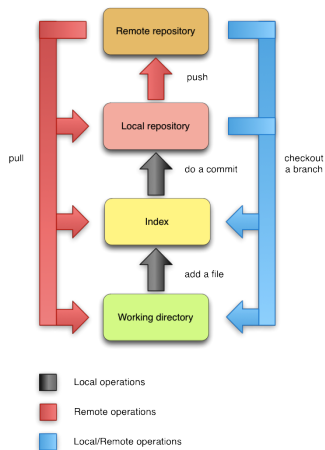 Remote repository
push
Local repository
pull
do a commit
checkout
a branch
Index
add a file
Working directory
Local operations
Remote operations
Local/Remote operations